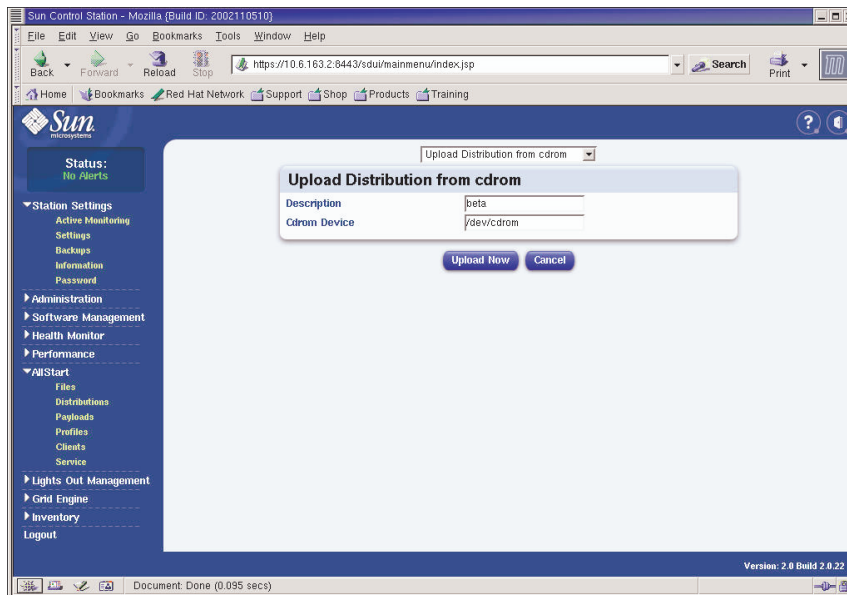 Sun Control Station - Mozilla {Build ID: 2002110510}
File Edit View Go Bookmarks Tools Window Help
Back Forward Reload Stop https://10.6.163.2:8443/sdui/mainmenu/index.jsp Search Print
Home Bookmarks Red Hat Network Support Shop Products Training
Sun
microsystems
?
Upload Distribution from cdrom
Status:
No Alerts
Upload Distribution from cdrom
Description beta
Cdrom Device /dev/cdrom
Upload Now Cancel
Station Settings
Active Monitoring
Settings
Backups
Information
Password
Administration
Software Management
Health Monitor
Performance
AllStart
Files
Distributions
Payloads
Profiles
Clients
Service
Lights Out Management
Grid Engine
Inventory
Logout
Version: 2.0 Build 2.0.22
Document: Done (0.095 secs)